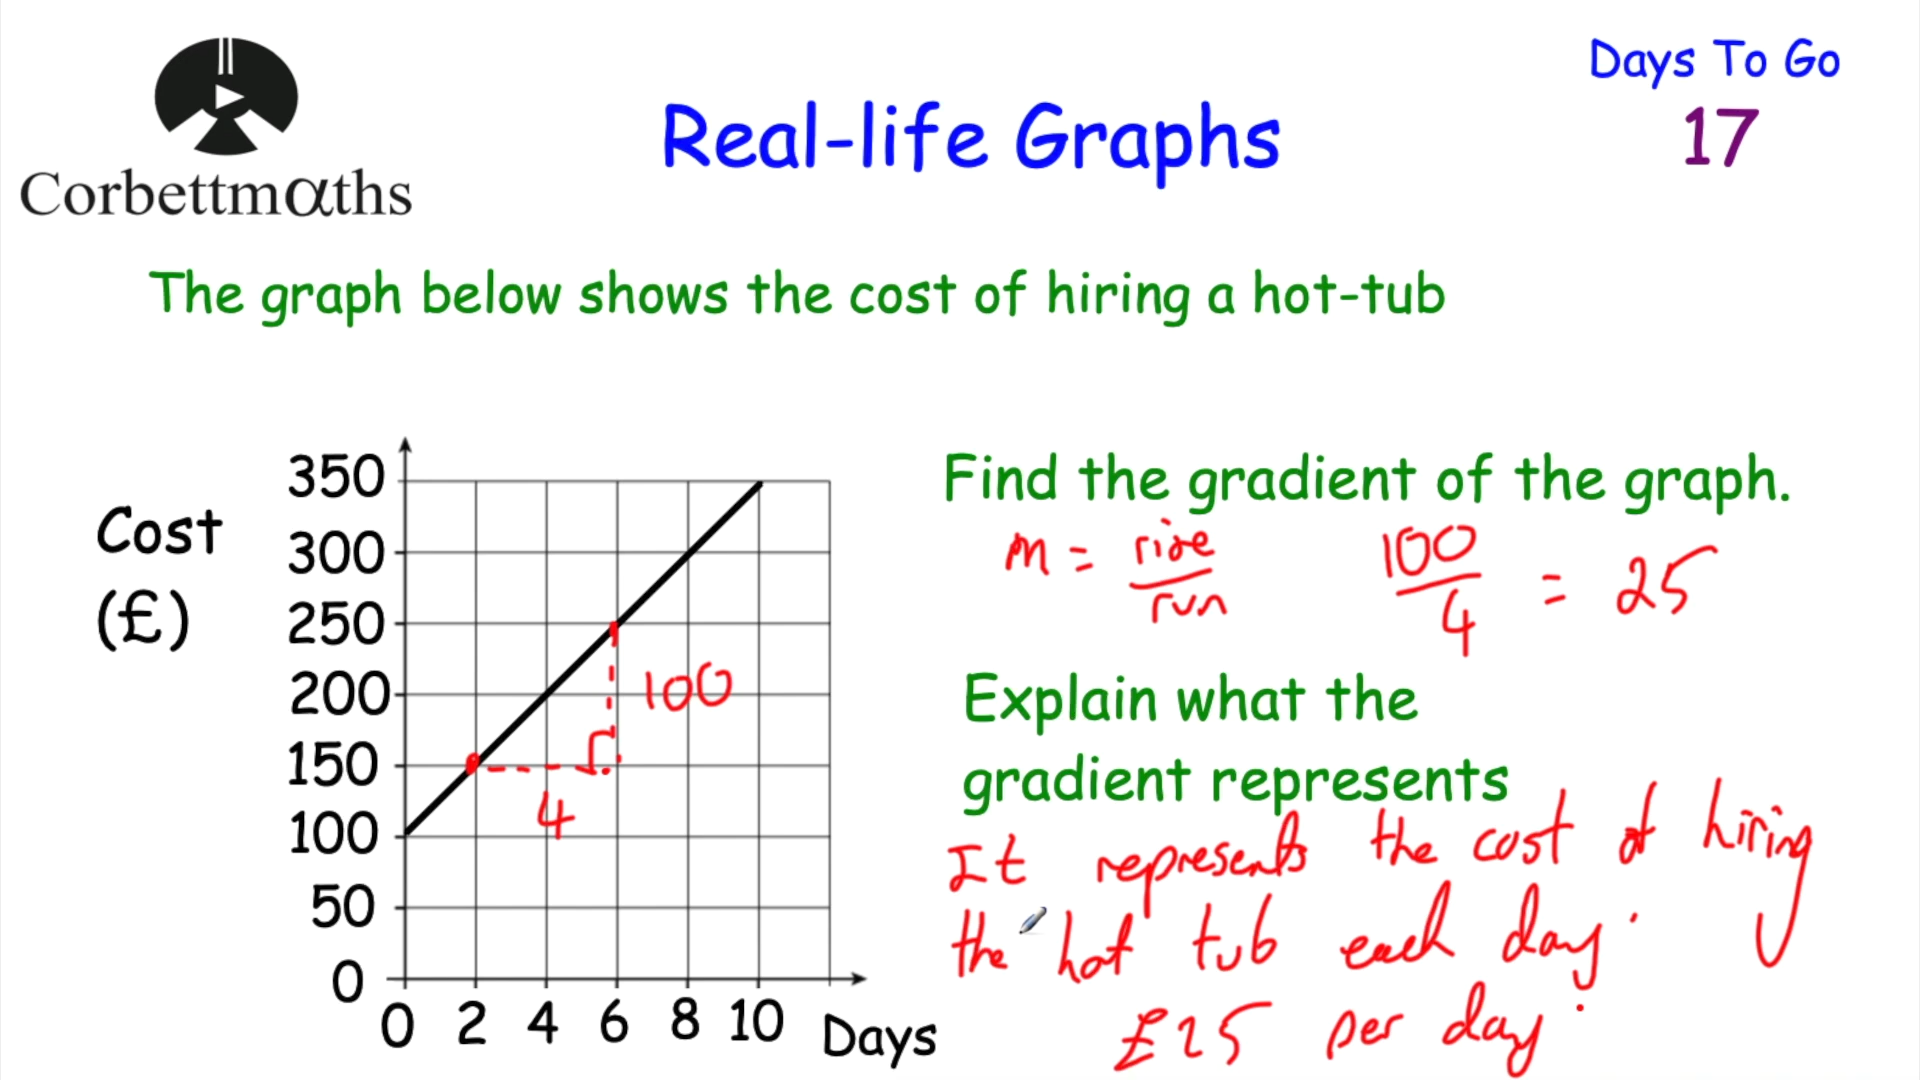 Days To Go
17
Real-life Graphs
Corbettmαths
The graph below shows the cost of hiring a hot-tub
Cost
(£)
350
300
250
200
150
100
50
0
0 2 4 6 8 10 Days
100
4
Find the gradient of the graph.
m = rise/run 100/4 = 25
Explain what the
gradient represents
It represents the cost of hiring
the hot tub each day.
£25 per day.